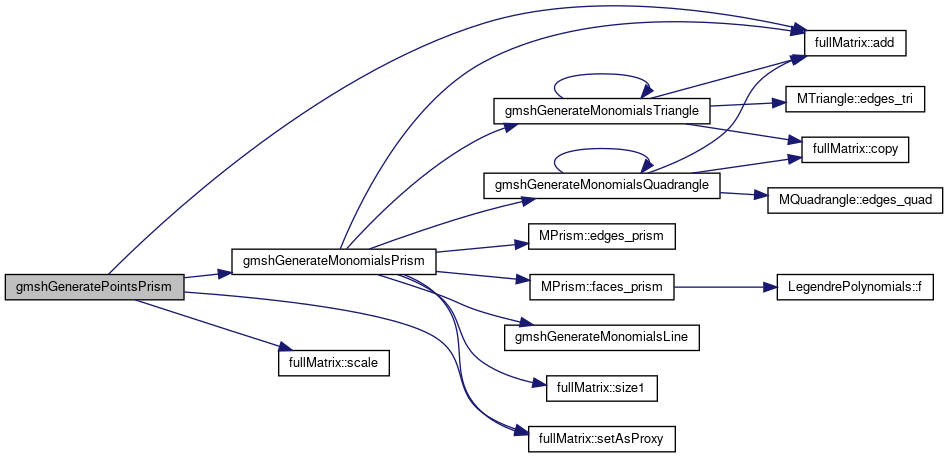 fullMatrix::add
MTriangle::edges_tri
gmshGenerateMonomialsTriangle
fullMatrix::copy
gmshGenerateMonomialsQuadrangle
MQuadrangle::edges_quad
MPrism::edges_prism
gmshGenerateMonomialsPrism
gmshGeneratePointsPrism
MPrism::faces_prism
LegendrePolynomials::f
gmshGenerateMonomialsLine
fullMatrix::scale
fullMatrix::size1
fullMatrix::setAsProxy